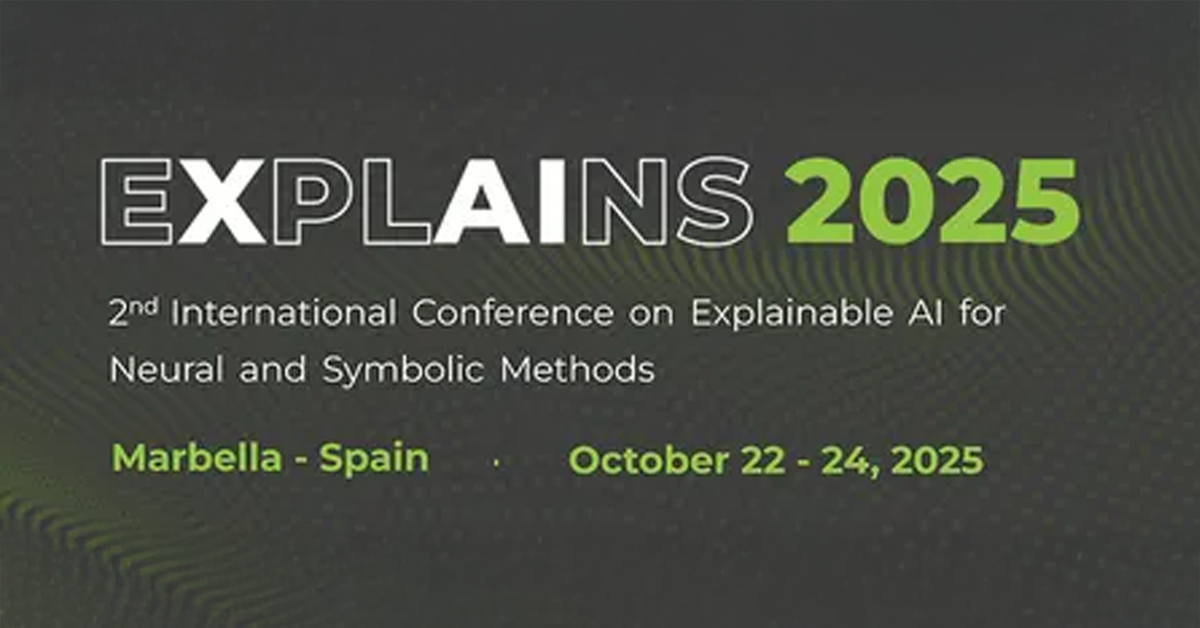 EXPLAINS 2025
2nd International Conference on Explainable AI for
Neural and Symbolic Methods
Marbella - Spain · October 22 - 24, 2025